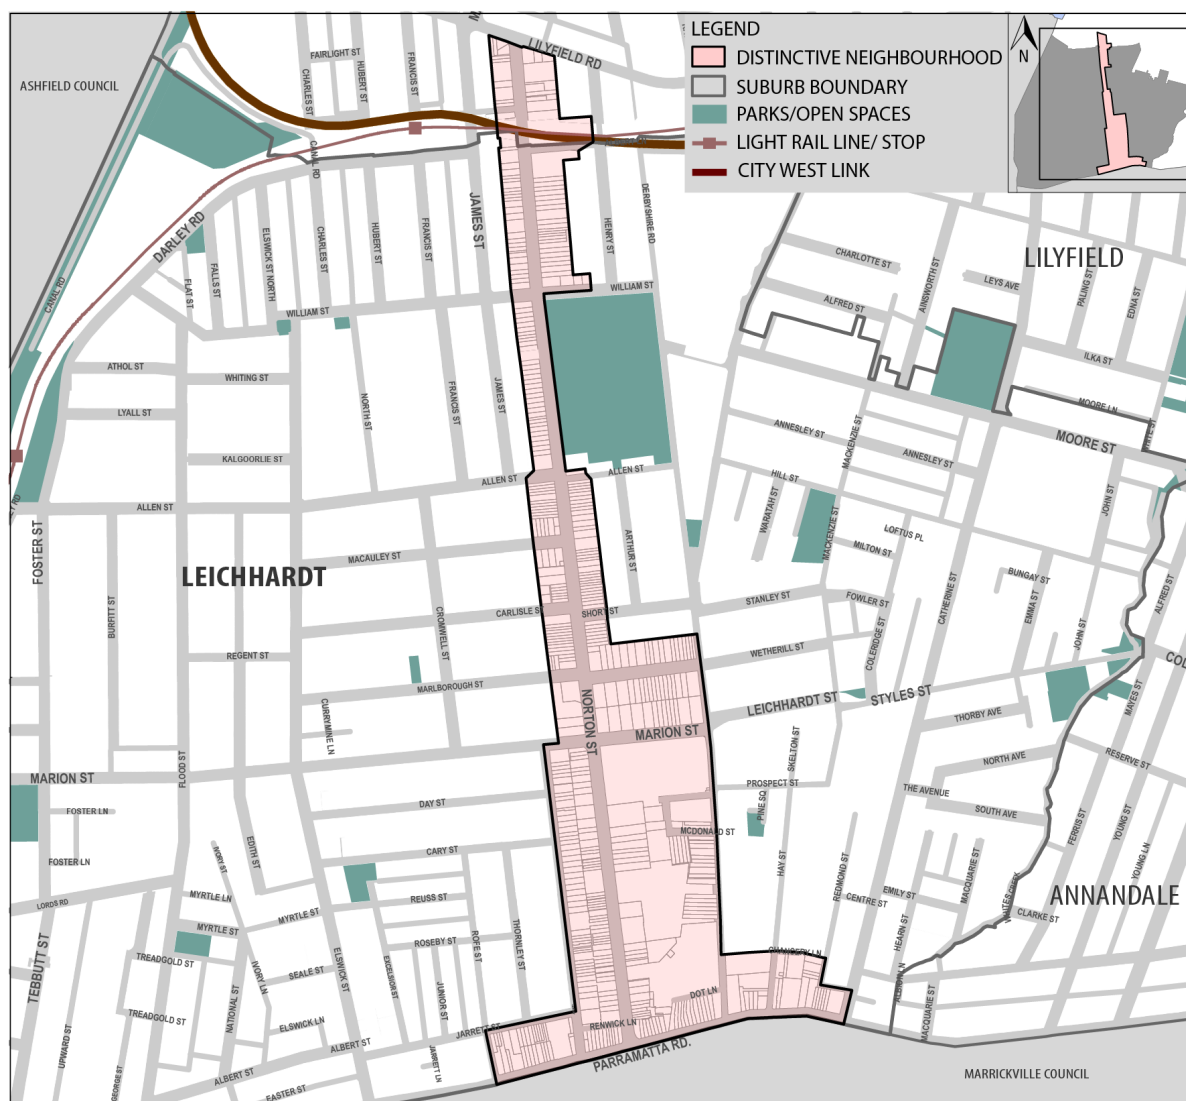 LEGEND
DISTINCTIVE NEIGHBOURHOOD
SUBURB BOUNDARY
PARKS/OPEN SPACES
LIGHT RAIL LINE/ STOP
CITY WEST LINK
N
ASHFIELD COUNCIL
FAIRLIGHT ST
CHARLES ST
HUBERT ST
FRANCIS ST
LILYFIELD RD
CANAL RD
DARLEY RD
JAMES ST
CANAL RD
FLAT ST
FALLS ST
ELSWICK ST NORTH
CHARLES ST
HUBERT ST
FRANCIS ST
HENRY ST
DERBYSHIRE RD
WILLIAM ST
WILLIAM ST
LILYFIELD
CHARLOTTE ST
AINSWORTH ST
LEYS AVE
PALING ST
EDNA ST
ALFRED ST
ILKA ST
MOORE LN
MOORE ST
ATHOL ST
WHITING ST
LYALL ST
NORTH ST
FRANCIS ST
JAMES ST
KALGOORLIE ST
ALLEN ST
ALLEN ST
ALLEN ST
ANNESLEY ST
MACKENZIE ST
ANNESLEY ST
HILL ST
WARATAH ST
MACKENZIE ST
LOFTUS PL
MILTON ST
JOHN ST
FOSTER ST
LEICHHARDT
BURFITT ST
MACAULEY ST
CROMWELL ST
CARLISLE ST
SHORT ST
ARTHUR ST
STANLEY ST
FOWLER ST
COLERIDGE ST
CATHERINE ST
BUNGAY ST
EMMA ST
JOHN ST
ALFRED ST
REGENT ST
WETHERILL ST
MARLBOROUGH ST
NORTON ST
LEICHHARDT ST
STYLES ST
THORBY AVE
MAYES ST
CURRYMINE LN
MARION ST
SKELTON ST
NORTH AVE
RESERVE ST
MARION ST
FLOOD ST
PROSPECT ST
THE AVENUE
SOUTH AVE
FOSTER LN
DAY ST
MCDONALD ST
PINE SQ
FERRIS ST
YOUNG ST
YOUNG LN
FOSTER LN
IVORY ST
EDITH ST
CARY ST
HAY ST
REDMOND ST
MACQUARIE ST
LORDS RD
MYRTLE LN
REUSS ST
EMILY ST
CENTRE ST
WHITES CREEK
ANNANDALE
MYRTLE ST
MYRTLE ST
THORNLEY ST
HEARN ST
CLARKE ST
TEBBUTT ST
TREADGOLD ST
ROSEBY ST
ROFE ST
CHANCERY LN
IVORY LN
SEALE ST
ELSWICK ST
EXCELSIOR ST
JUNIOR ST
DOT LN
ALBION LN
MACQUARIE ST
TREADGOLD ST
NATIONAL ST
ELSWICK LN
JARRETT ST
RENWICK LN
UPWARD ST
ALBERT ST
JARRETT LN
PARRAMATTA RD.
GEORGE ST
ALBERT ST
EASTER ST
MARRICKVILLE COUNCIL